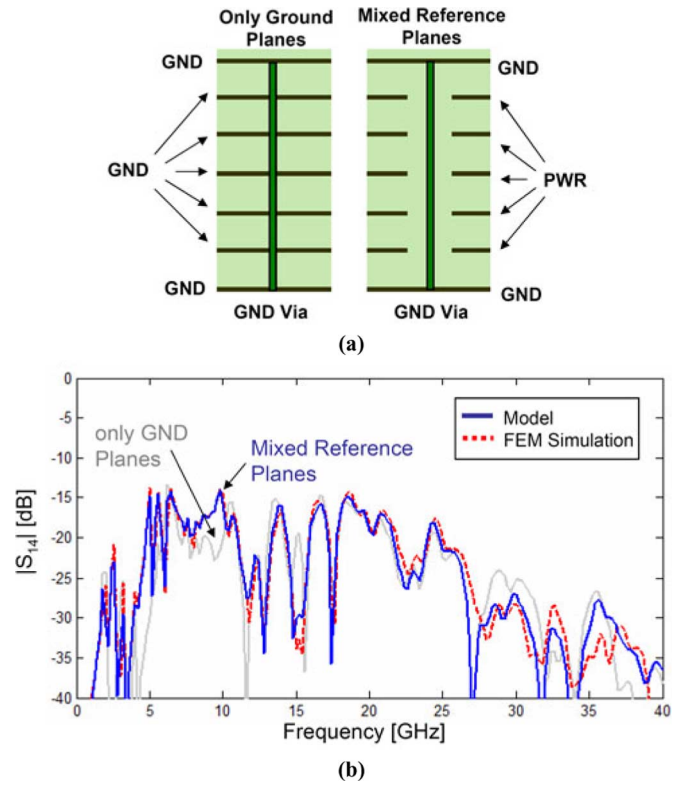 Only Ground
Planes
Mixed Reference
Planes
GND
GND
GND
PWR
GND
GND
GND Via
GND Via
(a)
0
-5
-10
-15
-20
-25
-30
-35
-40
|S14| [dB]
only GND
Planes
Mixed Reference
Planes
Model
FEM Simulation
0
5
10
15
20
25
30
35
40
Frequency [GHz]
(b)